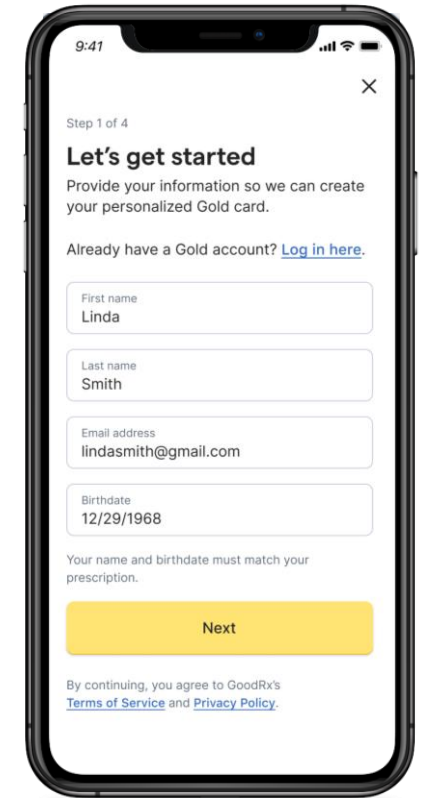 9:41
Step 1 of 4
Let's get started
Provide your information so we can create
your personalized Gold card.
Already have a Gold account? Log in here.
First name
Linda
Last name
Smith
Email address
lindasmith@gmail.com
Birthdate
12/29/1968
Your name and birthdate must match your
prescription.
Next
By continuing, you agree to GoodRx's
Terms of Service and Privacy Policy.